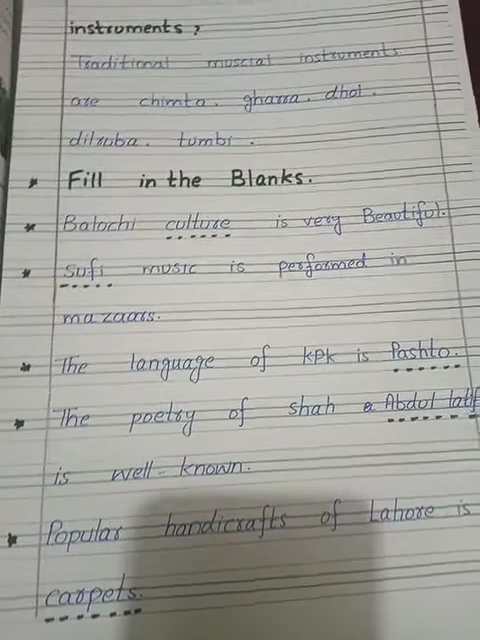 instruments ?
Traditional muscial instruments
are chimta. gharra. dhol.
dilruba. tumbi.
* Fill in the Blanks.
* Balochi culture is very Beautiful.
* Sufi music is performed in
mazaars.
* The language of kpk is Pashto.
* The poetry of shah Abdul latif
is well-known.
* Popular handicrafts of Lahore is
carpets.